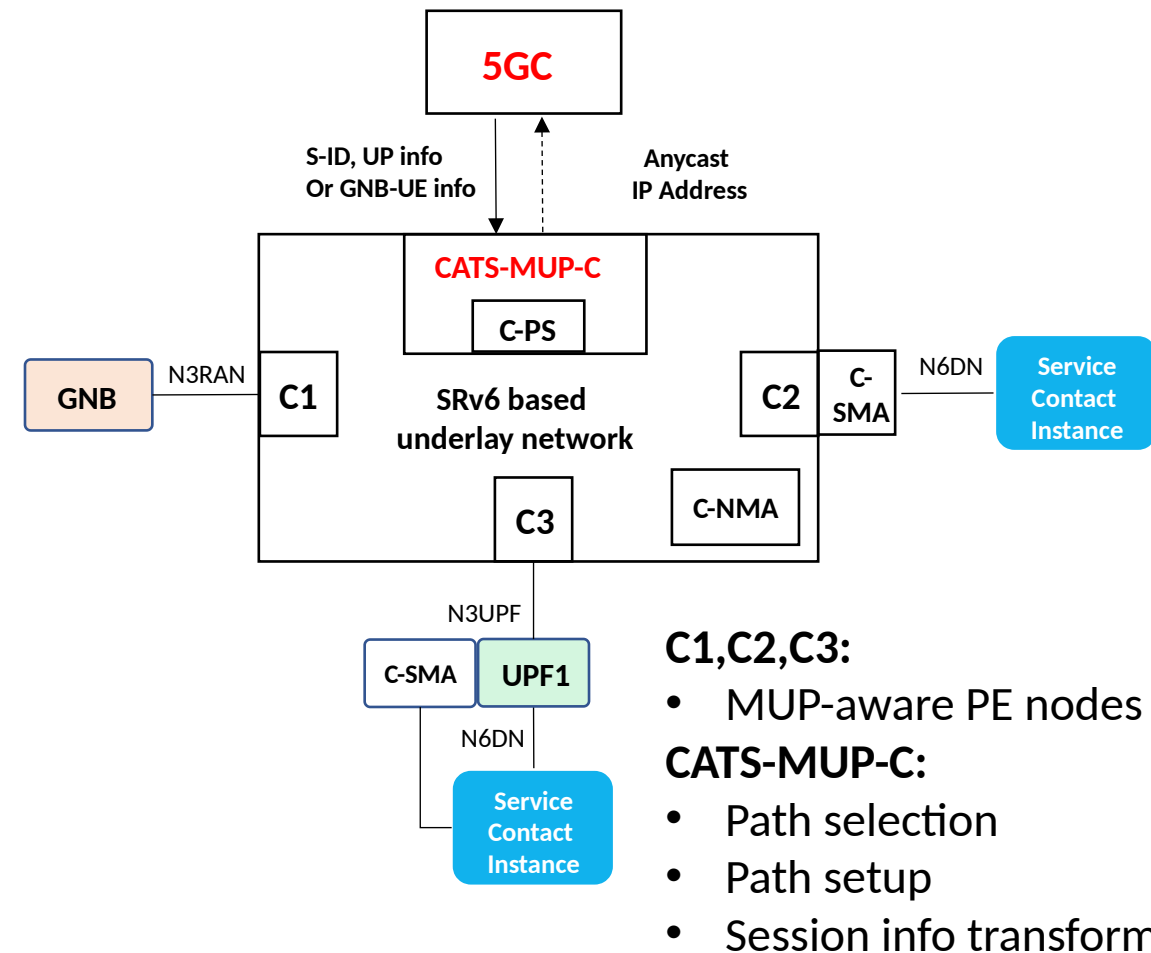 5GC
S-ID, UP info
Or GNB-UE info
Anycast
IP Address
CATS-MUP-C
C-PS
GNB
N3RAN
C1
SRv6 based
underlay network
C2
C-
SMA
N6DN
Service
Contact
Instance
C-NMA
C3
N3UPF
C-SMA
UPF1
N6DN
Service
Contact
Instance
C1,C2,C3:
• MUP-aware PE nodes
CATS-MUP-C:
• Path selection
• Path setup
• Session info transform